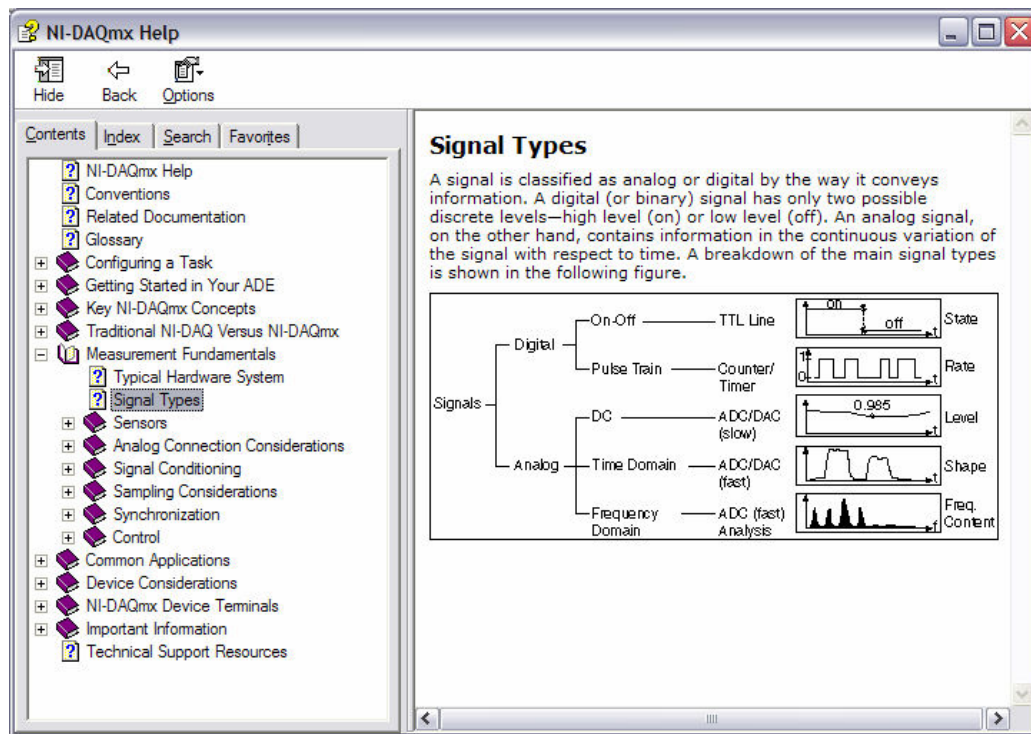 NI-DAQmx Help
Hide Back Options
Contents Index Search Favorites
NI-DAQmx Help
Conventions
Related Documentation
Glossary
Configuring a Task
Getting Started in Your ADE
Key NI-DAQmx Concepts
Traditional NI-DAQ Versus NI-DAQmx
Measurement Fundamentals
Typical Hardware System
Signal Types
Sensors
Analog Connection Considerations
Signal Conditioning
Sampling Considerations
Synchronization
Control
Common Applications
Device Considerations
NI-DAQmx Device Terminals
Important Information
Technical Support Resources
Signal Types
A signal is classified as analog or digital by the way it conveys
information. A digital (or binary) signal has only two possible
discrete levels—high level (on) or low level (off). An analog signal,
on the other hand, contains information in the continuous variation of
the signal with respect to time. A breakdown of the main signal types
is shown in the following figure.
Signals
Digital
On-Off TTL Line on off t State
Pulse Train Counter/
Timer 1 0 t Rate
Analog
DC ADC/DAC
(slow) 0.985 t Level
Time Domain ADC/DAC
(fast) t Shape
Frequency
Domain ADC (fast)
Analysis f Freq.
Content